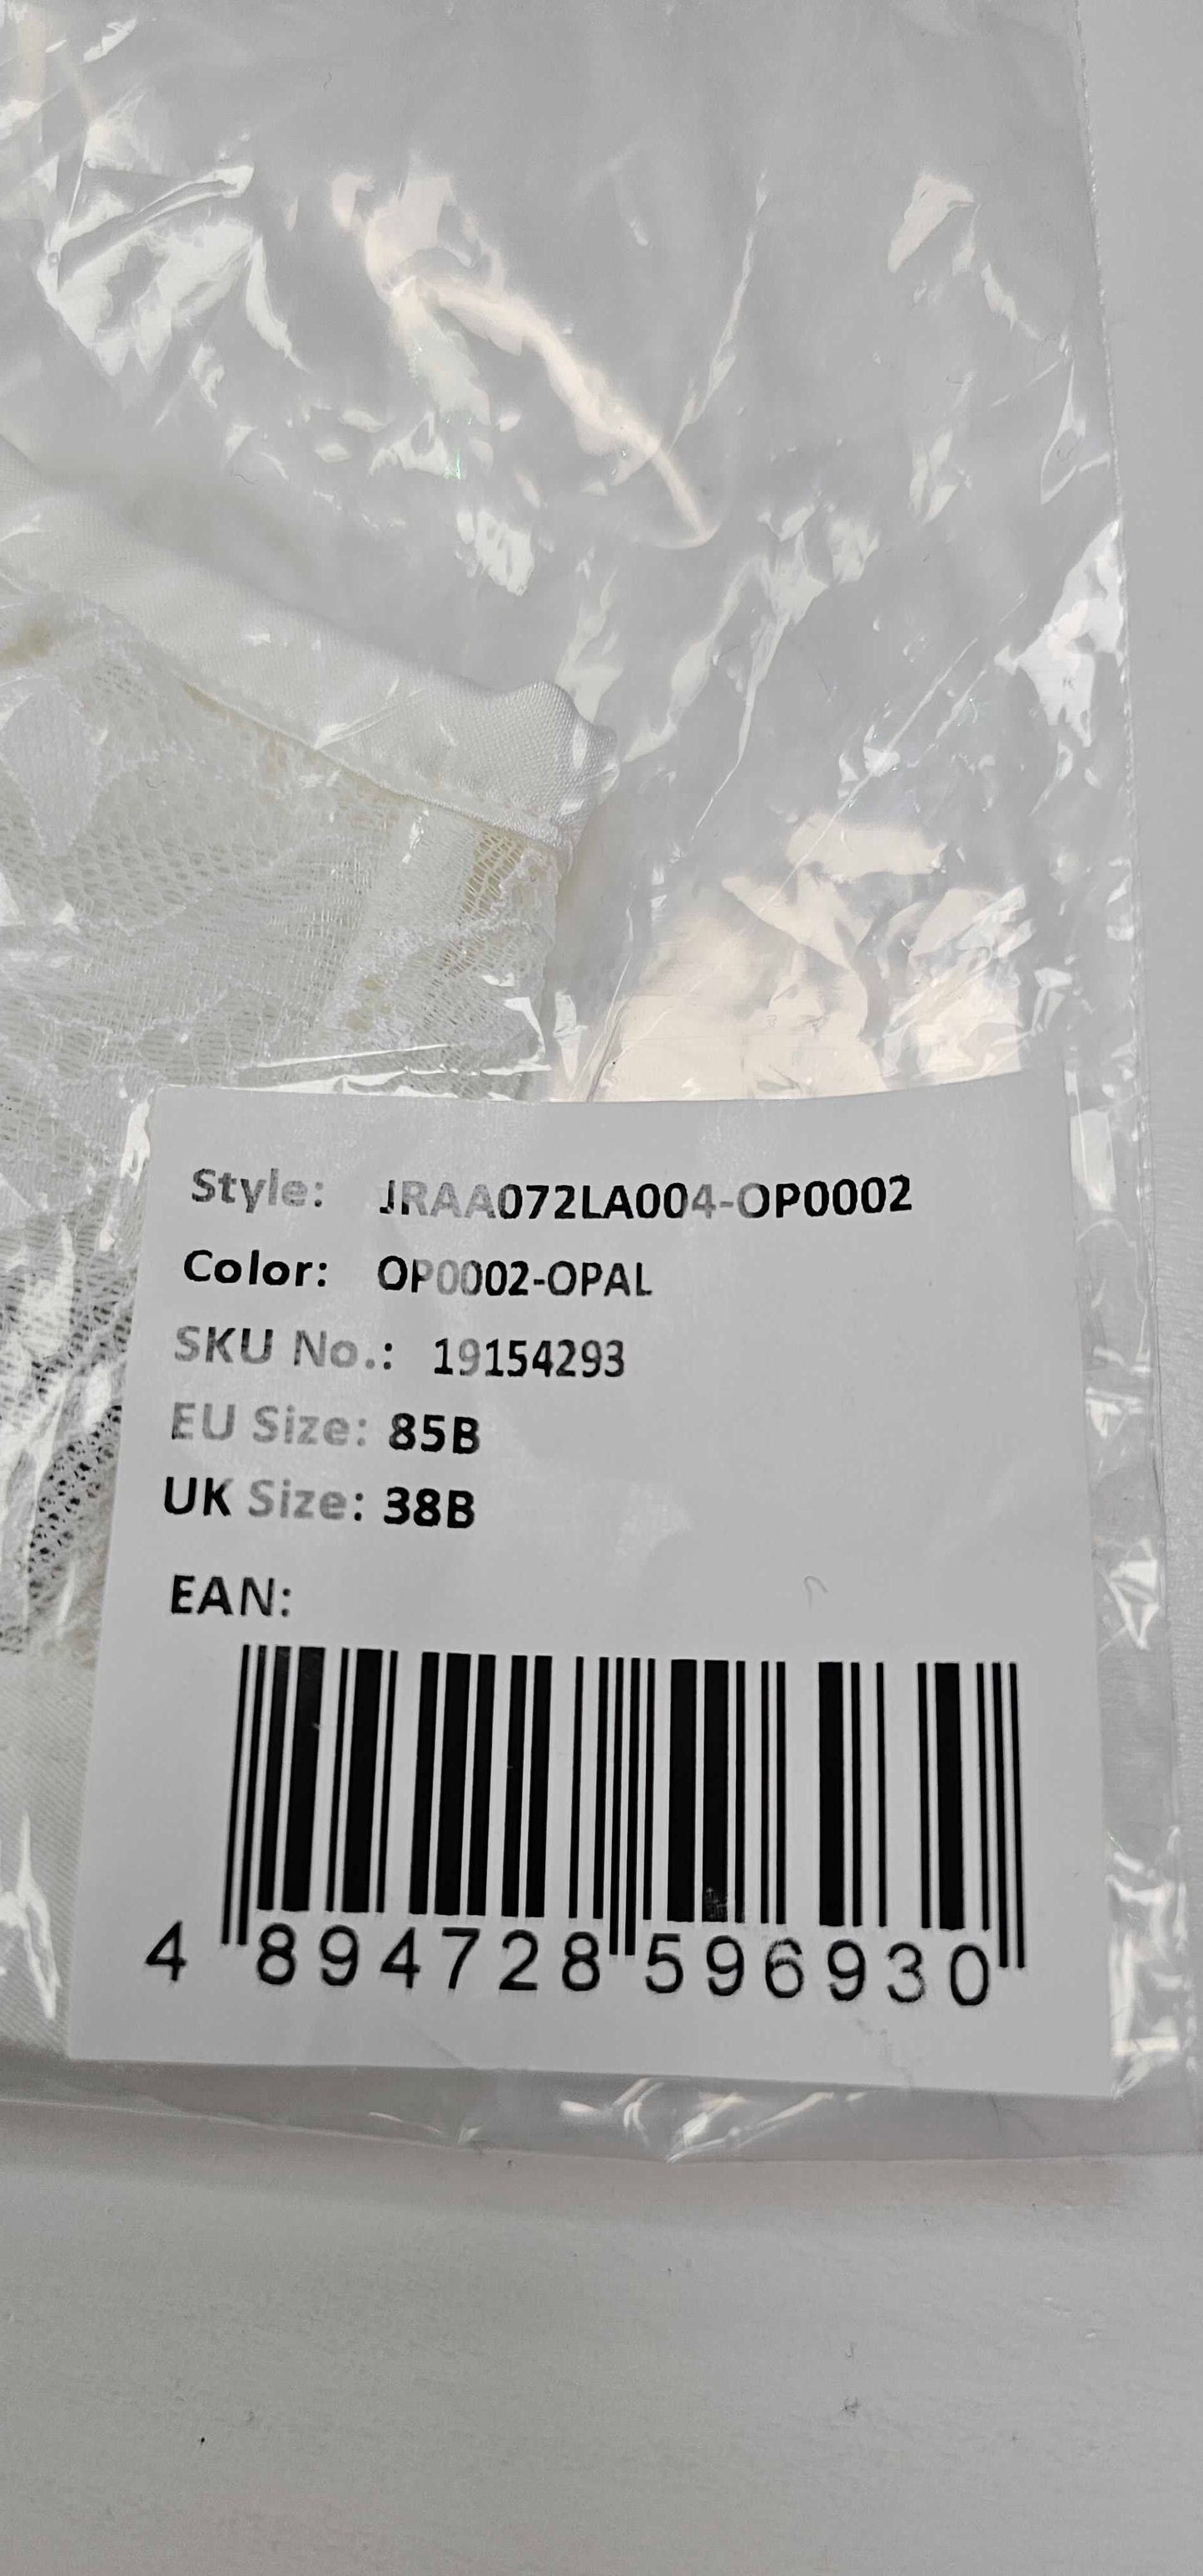 Style: JRAA072LA004-OP0002
Color: OP0002-OPAL
SKU No.: 19154293
EU Size: 85B
UK Size: 38B
EAN:
4 894728 596930